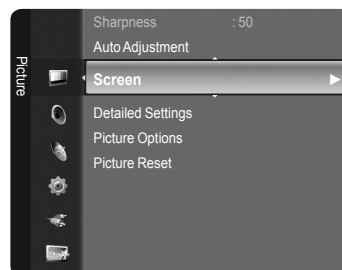 Picture
Sharpness : 50
Auto Adjustment
Screen
Detailed Settings
Picture Options
Picture Reset